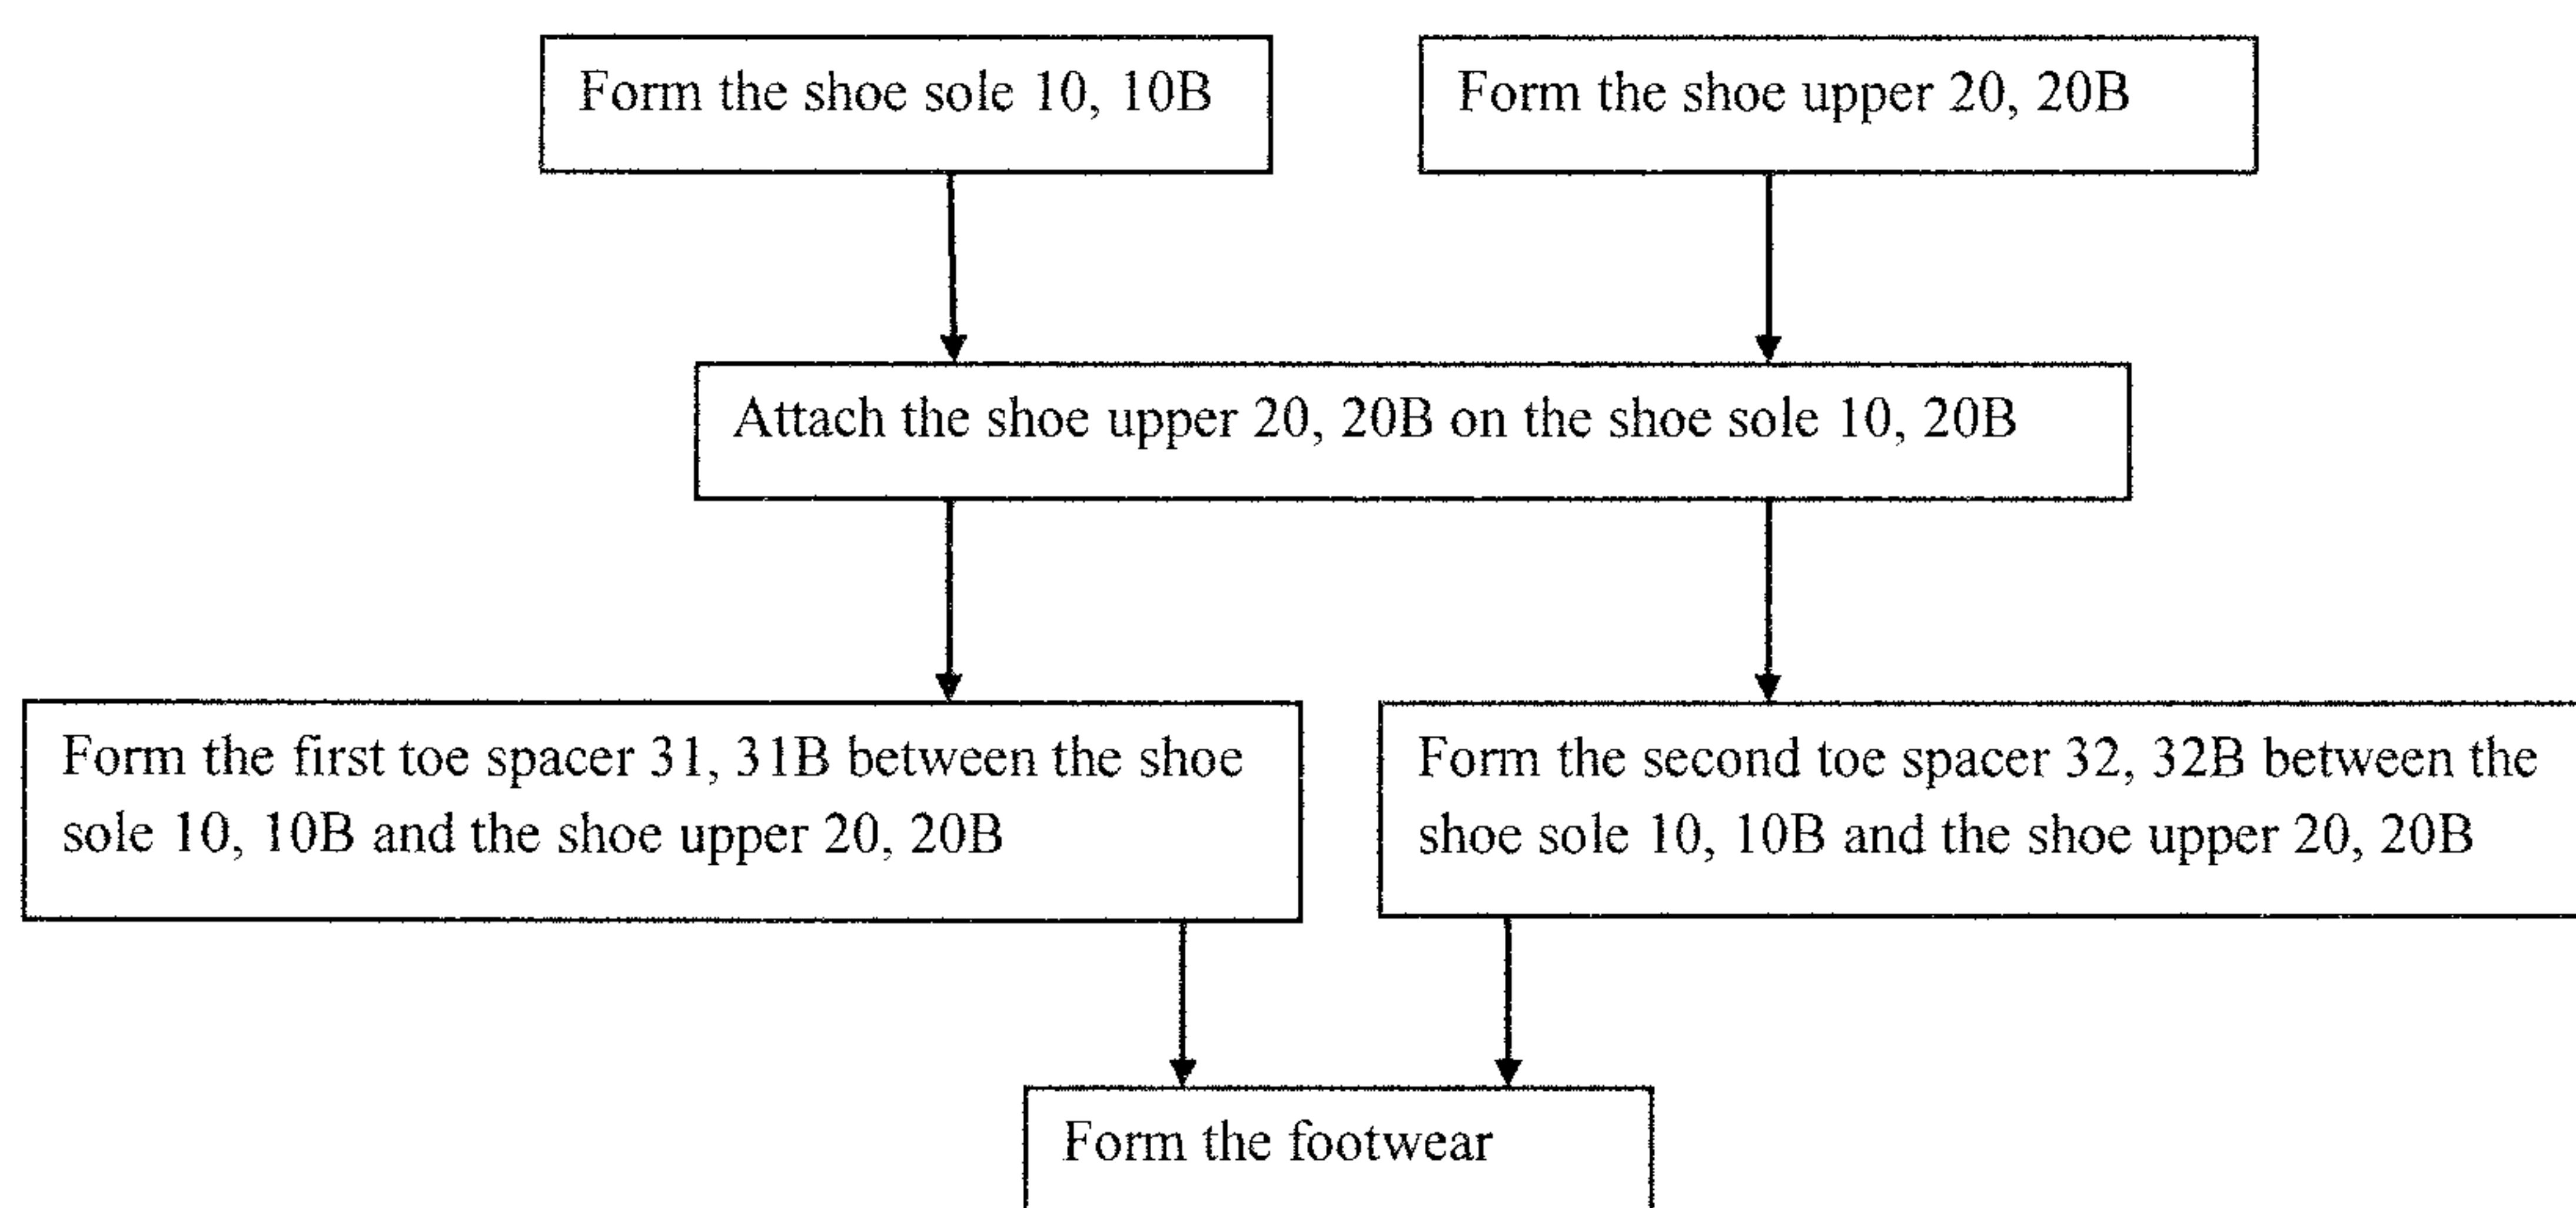 Form the shoe sole 10, 10B
Form the shoe upper 20, 20B
Attach the shoe upper 20, 20B on the shoe sole 10, 20B
Form the first toe spacer 31, 31B between the shoe
sole 10, 10B and the shoe upper 20, 20B
Form the second toe spacer 32, 32B between the
shoe sole 10, 10B and the shoe upper 20, 20B
Form the footwear